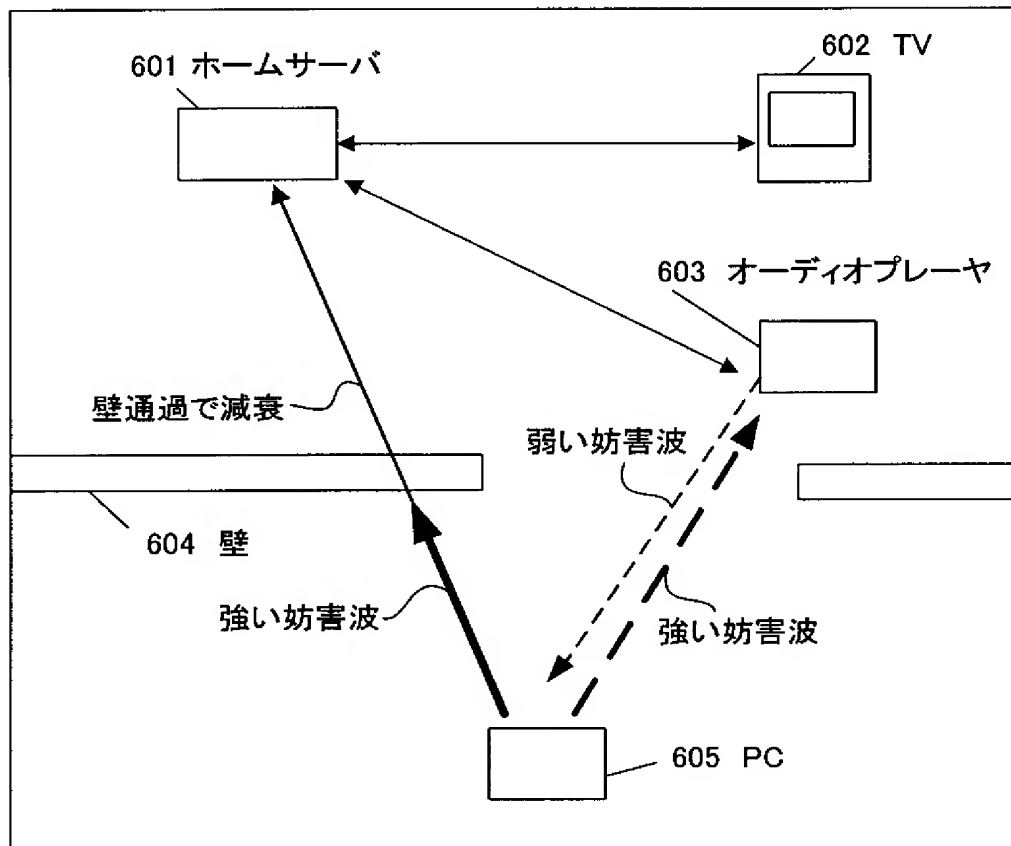 601 ホームサーバ
602 TV
603 オーディオプレーヤ
壁通過で減衰
弱い妨害波
604 壁
強い妨害波
強い妨害波
605 PC